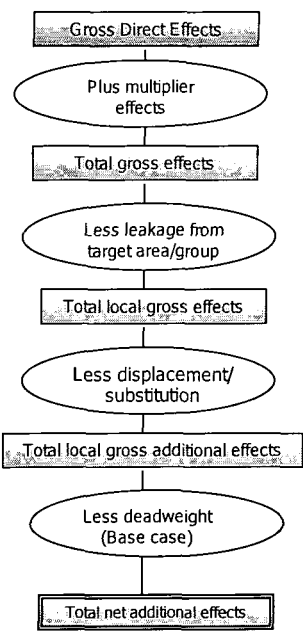 Gross Direct Effects
Plus multiplier
effects
Total gross effects
Less leakage from
target area/group
Total local gross effects
Less displacement/
substitution
Total local gross additional effects
Less deadweight
(Base case)
Total net additional effects